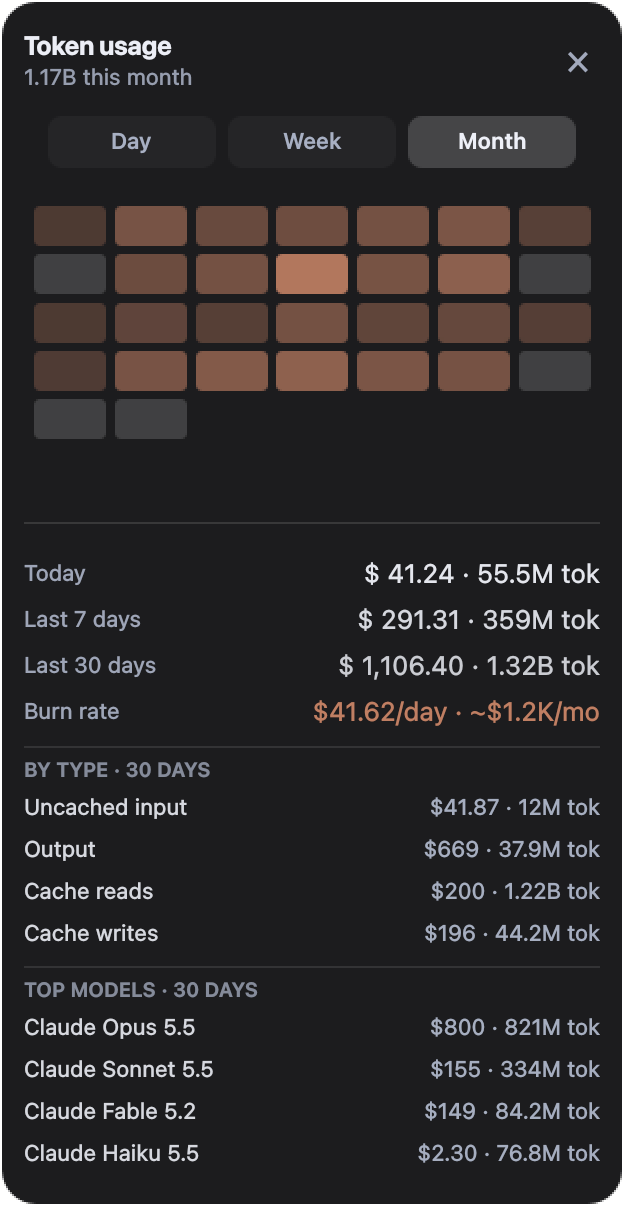 Token usage
1.17B this month
Day
Week
Month
Today
$ 41.24 · 55.5M tok
Last 7 days
$ 291.31 · 359M tok
Last 30 days
$ 1,106.40 · 1.32B tok
Burn rate
$41.62/day · ~$1.2K/mo
BY TYPE · 30 DAYS
Uncached input
$41.87 · 12M tok
Output
$669 · 37.9M tok
Cache reads
$200 · 1.22B tok
Cache writes
$196 · 44.2M tok
TOP MODELS · 30 DAYS
Claude Opus 5.5
$800 · 821M tok
Claude Sonnet 5.5
$155 · 334M tok
Claude Fable 5.2
$149 · 84.2M tok
Claude Haiku 5.5
$2.30 · 76.8M tok